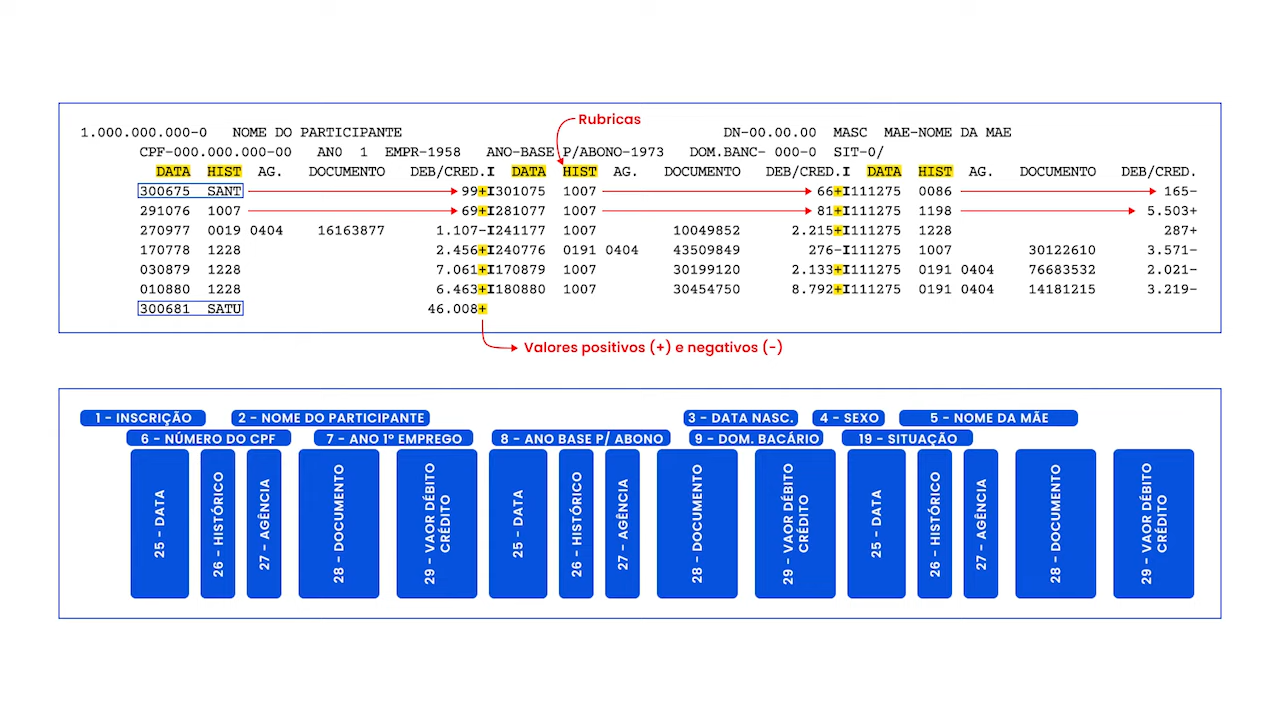 Rubricas
1.000.000.000-0 NOME DO PARTICIPANTE DN-00.00.00 MASC MAE-NOME DA MAE
CPF-000.000.000-00 AN0 1 EMPR-1958 ANO-BASE P/ABONO-1973 DOM.BANC- 000-0 SIT-0/
DATA HIST AG. DOCUMENTO DEB/CRED.I DATA HIST AG. DOCUMENTO DEB/CRED.I DATA HIST AG. DOCUMENTO DEB/CRED.
300675 SANT 99+I301075 1007 66+I111275 0086 165-
291076 1007 69+I281077 1007 81+I111275 1198 5.503+
270977 0019 0404 16163877 1.107-I241177 1007 10049852 2.215+I111275 1228 287+
170778 1228 2.456+I240776 0191 0404 43509849 276-I111275 1007 30122610 3.571-
030879 1228 7.061+I170879 1007 30199120 2.133+I111275 0191 0404 76683532 2.021-
010880 1228 6.463+I180880 1007 30454750 8.792+I111275 0191 0404 14181215 3.219-
300681 SATU 46.008+
Valores positivos (+) e negativos (-)
1 - INSCRIÇÃO 2 - NOME DO PARTICIPANTE 3 - DATA NASC. 4 - SEXO 5 - NOME DA MÃE
6 - NÚMERO DO CPF 7 - ANO 1º EMPREGO 8 - ANO BASE P/ ABONO 9 - DOM. BACÁRIO 19 - SITUAÇÃO
25 - DATA
26 - HISTÓRICO
27 - AGÊNCIA
28 - DOCUMENTO
29 - VAOR DÉBITO
CRÉDITO
25 - DATA
26 - HISTÓRICO
27 - AGÊNCIA
28 - DOCUMENTO
29 - VAOR DÉBITO
CRÉDITO
25 - DATA
26 - HISTÓRICO
27 - AGÊNCIA
28 - DOCUMENTO
29 - VAOR DÉBITO
CRÉDITO